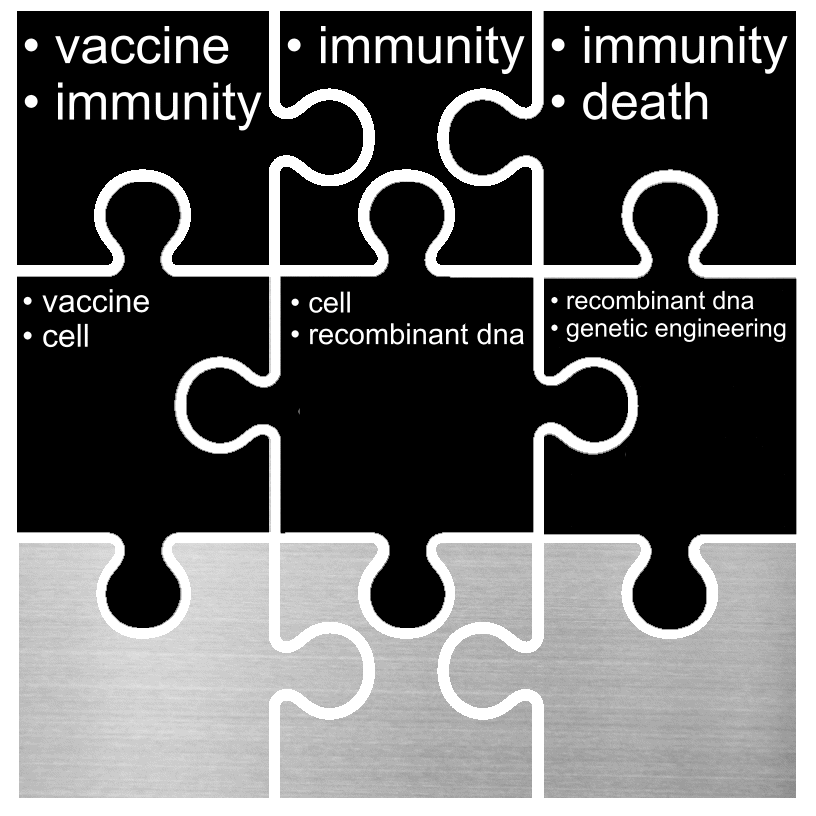 • vaccine
• immunity
• immunity
• immunity
• death
• vaccine
• cell
• cell
• recombinant dna
• recombinant dna
• genetic engineering